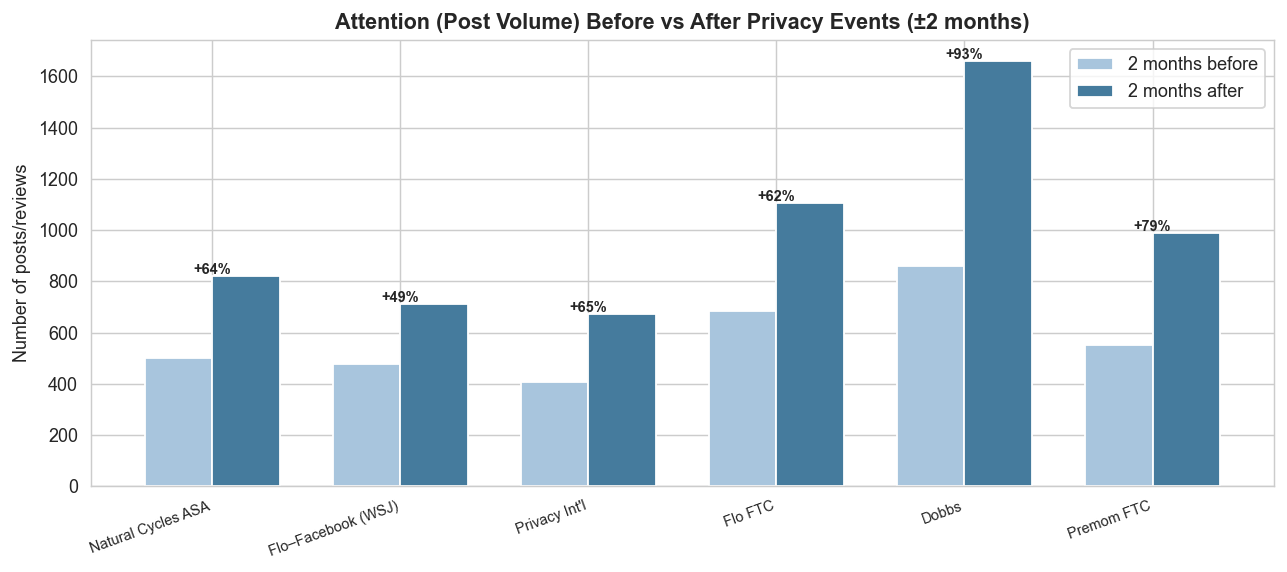 Attention (Post Volume) Before vs After Privacy Events (±2 months)
2 months before
2 months after
Number of posts/reviews
1600
1400
1200
1000
800
600
400
200
0
+64%
+49%
+65%
+62%
+93%
+79%
Natural Cycles ASA
Flo–Facebook (WSJ)
Privacy Int'l
Flo FTC
Dobbs
Premom FTC